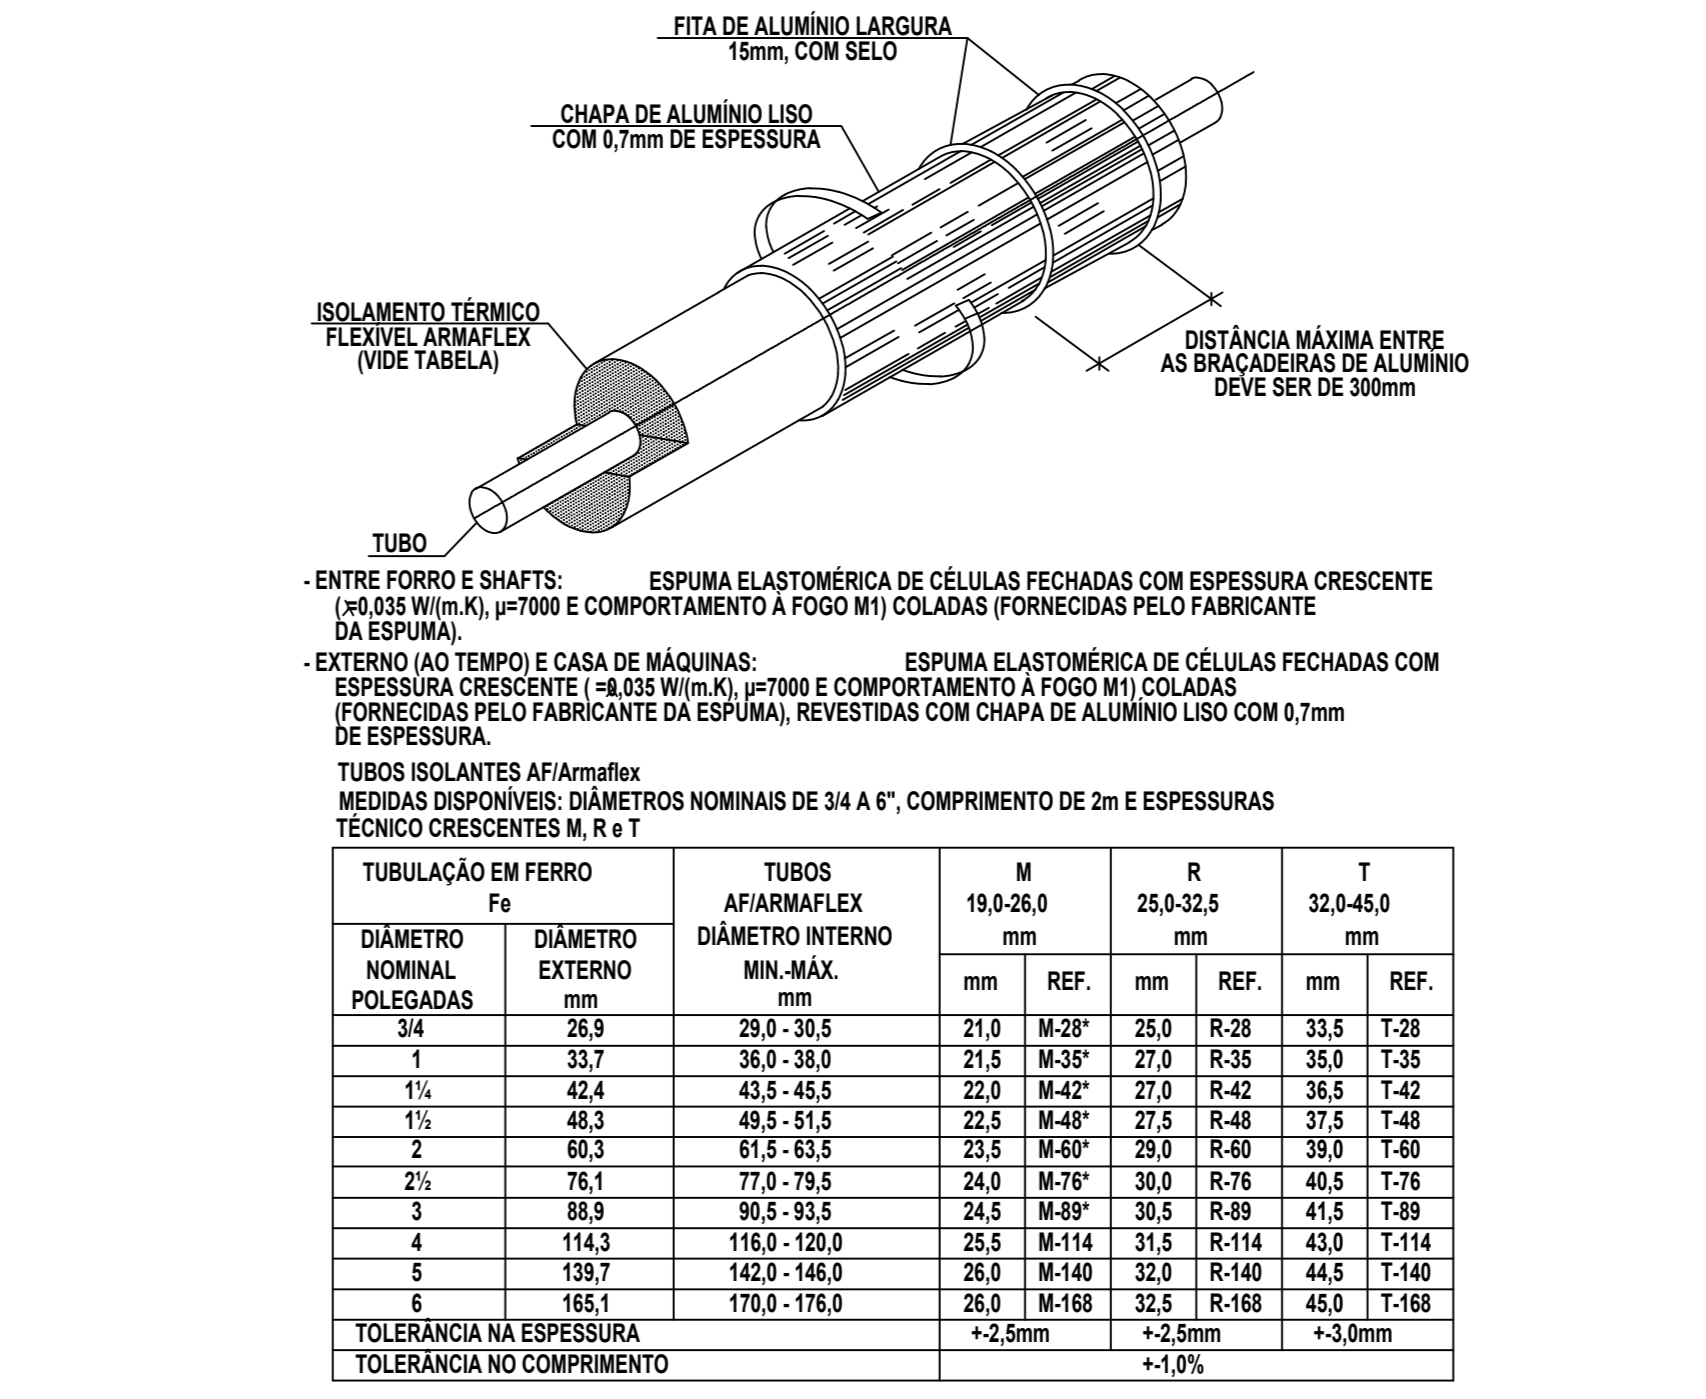 FITA DE ALUMÍNIO LARGURA
15mm, COM SELO
CHAPA DE ALUMÍNIO LISO
COM 0,7mm DE ESPESSURA
ISOLAMENTO TÉRMICO
FLEXÍVEL ARMAFLEX
(VIDE TABELA)
DISTÂNCIA MÁXIMA ENTRE
AS BRAÇADEIRAS DE ALUMÍNIO
DEVE SER DE 300mm
TUBO
- ENTRE FORRO E SHAFTS: ESPUMA ELASTOMÉRICA DE CÉLULAS FECHADAS COM ESPESSURA CRESCENTE
( =0,035 W/(m.K), µ=7000 E COMPORTAMENTO À FOGO M1) COLADAS (FORNECIDAS PELO FABRICANTE
DA ESPUMA).
- EXTERNO (AO TEMPO) E CASA DE MÁQUINAS: ESPUMA ELASTOMÉRICA DE CÉLULAS FECHADAS COM
ESPESSURA CRESCENTE ( =0,035 W/(m.K), µ=7000 E COMPORTAMENTO À FOGO M1) COLADAS
(FORNECIDAS PELO FABRICANTE DA ESPUMA), REVESTIDAS COM CHAPA DE ALUMÍNIO LISO COM 0,7mm
DE ESPESSURA.
TUBOS ISOLANTES AF/Armaflex
MEDIDAS DISPONÍVEIS: DIÂMETROS NOMINAIS DE 3/4 A 6", COMPRIMENTO DE 2m E ESPESSURAS
TÉCNICO CRESCENTES M, R e T
TUBULAÇÃO EM FERRO
Fe
TUBOS
AF/ARMAFLEX
DIÂMETRO INTERNO
MIN.-MÁX.
mm
M
19,0-26,0
mm
R
25,0-32,5
mm
T
32,0-45,0
mm
DIÂMETRO
NOMINAL
POLEGADAS
DIÂMETRO
EXTERNO
mm
mm REF. mm REF. mm REF.
3/4 26,9 29,0 - 30,5 21,0 M-28* 25,0 R-28 33,5 T-28
1 33,7 36,0 - 38,0 21,5 M-35* 27,0 R-35 35,0 T-35
1¼ 42,4 43,5 - 45,5 22,0 M-42* 27,0 R-42 36,5 T-42
1½ 48,3 49,5 - 51,5 22,5 M-48* 27,5 R-48 37,5 T-48
2 60,3 61,5 - 63,5 23,5 M-60* 29,0 R-60 39,0 T-60
2½ 76,1 77,0 - 79,5 24,0 M-76* 30,0 R-76 40,5 T-76
3 88,9 90,5 - 93,5 24,5 M-89* 30,5 R-89 41,5 T-89
4 114,3 116,0 - 120,0 25,5 M-114 31,5 R-114 43,0 T-114
5 139,7 142,0 - 146,0 26,0 M-140 32,0 R-140 44,5 T-140
6 165,1 170,0 - 176,0 26,0 M-168 32,5 R-168 45,0 T-168
TOLERÂNCIA NA ESPESSURA +-2,5mm +-2,5mm +-3,0mm
TOLERÂNCIA NO COMPRIMENTO +-1,0%